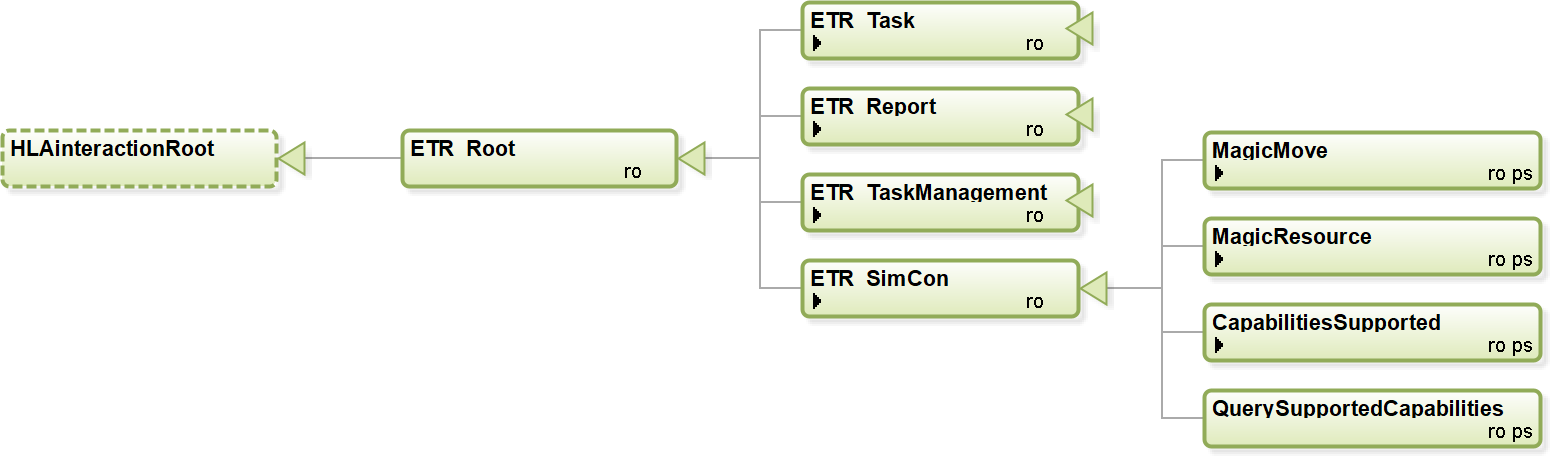 HLAinteractionRoot
ETR Root
ro
ETR Task
ro
ETR Report
ro
ETR TaskManagement
ro
ETR SimCon
ro
MagicMove
ro ps
MagicResource
ro ps
CapabilitiesSupported
ro ps
QuerySupportedCapabilities
ro ps